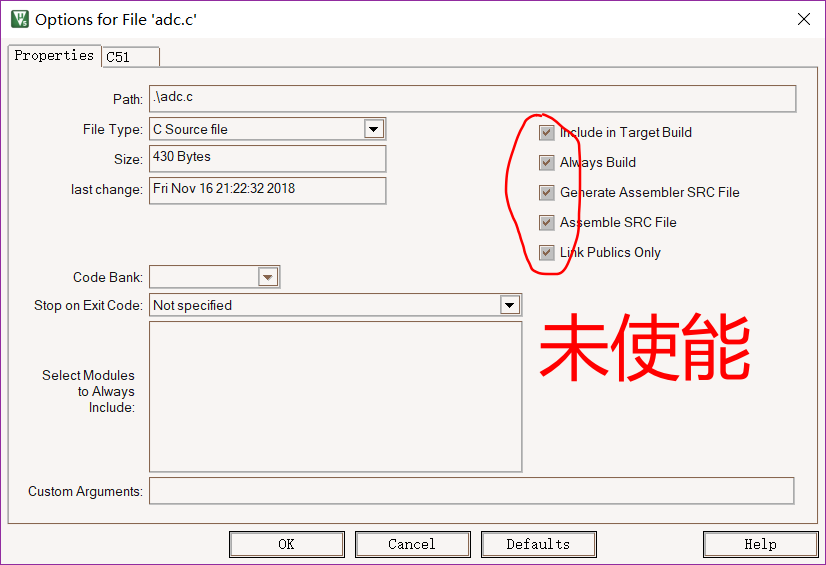 Options for File 'adc.c'
Properties
C51
Path: .\adc.c
File Type: C Source file
Size: 430 Bytes
last change: Fri Nov 16 21:22:32 2018
Include in Target Build
Always Build
Generate Assembler SRC File
Assemble SRC File
Link Publics Only
Code Bank:
Stop on Exit Code: Not specified
未使能
Select Modules
to Always
Include:
Custom Arguments:
OK
Cancel
Defaults
Help